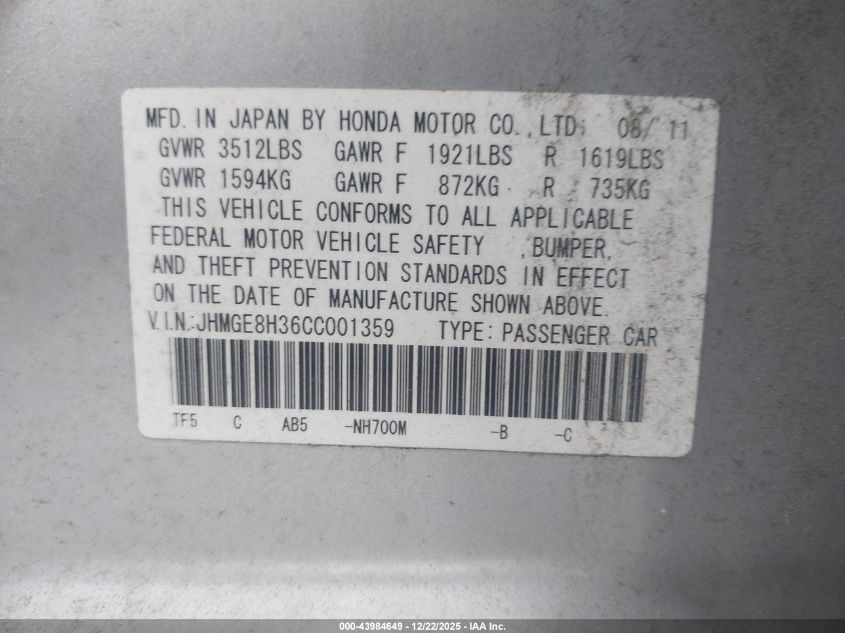 MFD. IN JAPAN BY HONDA MOTOR CO., LTD. 08/ 11
GVWR 3512LBS GAWR F 1921LBS R 1619LBS
GVWR 1594KG GAWR F 872KG R 735KG
THIS VEHICLE CONFORMS TO ALL APPLICABLE
FEDERAL MOTOR VEHICLE SAFETY , BUMPER,
AND THEFT PREVENTION STANDARDS IN EFFECT
ON THE DATE OF MANUFACTURE SHOWN ABOVE.
V.I.N.: JHMGE8H36CC001359 TYPE: PASSENGER CAR
TF5 C AB5 -NH700M -B -C
000-43984649 - 12/22/2025 - IAA Inc.